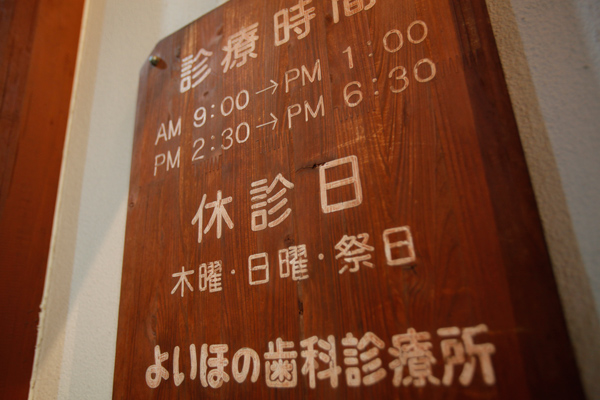 診療時間
AM 9:00→PM 1:00
PM 2:30→PM 6:30
休診日
木曜・日曜・祭日
よいほの歯科診療所